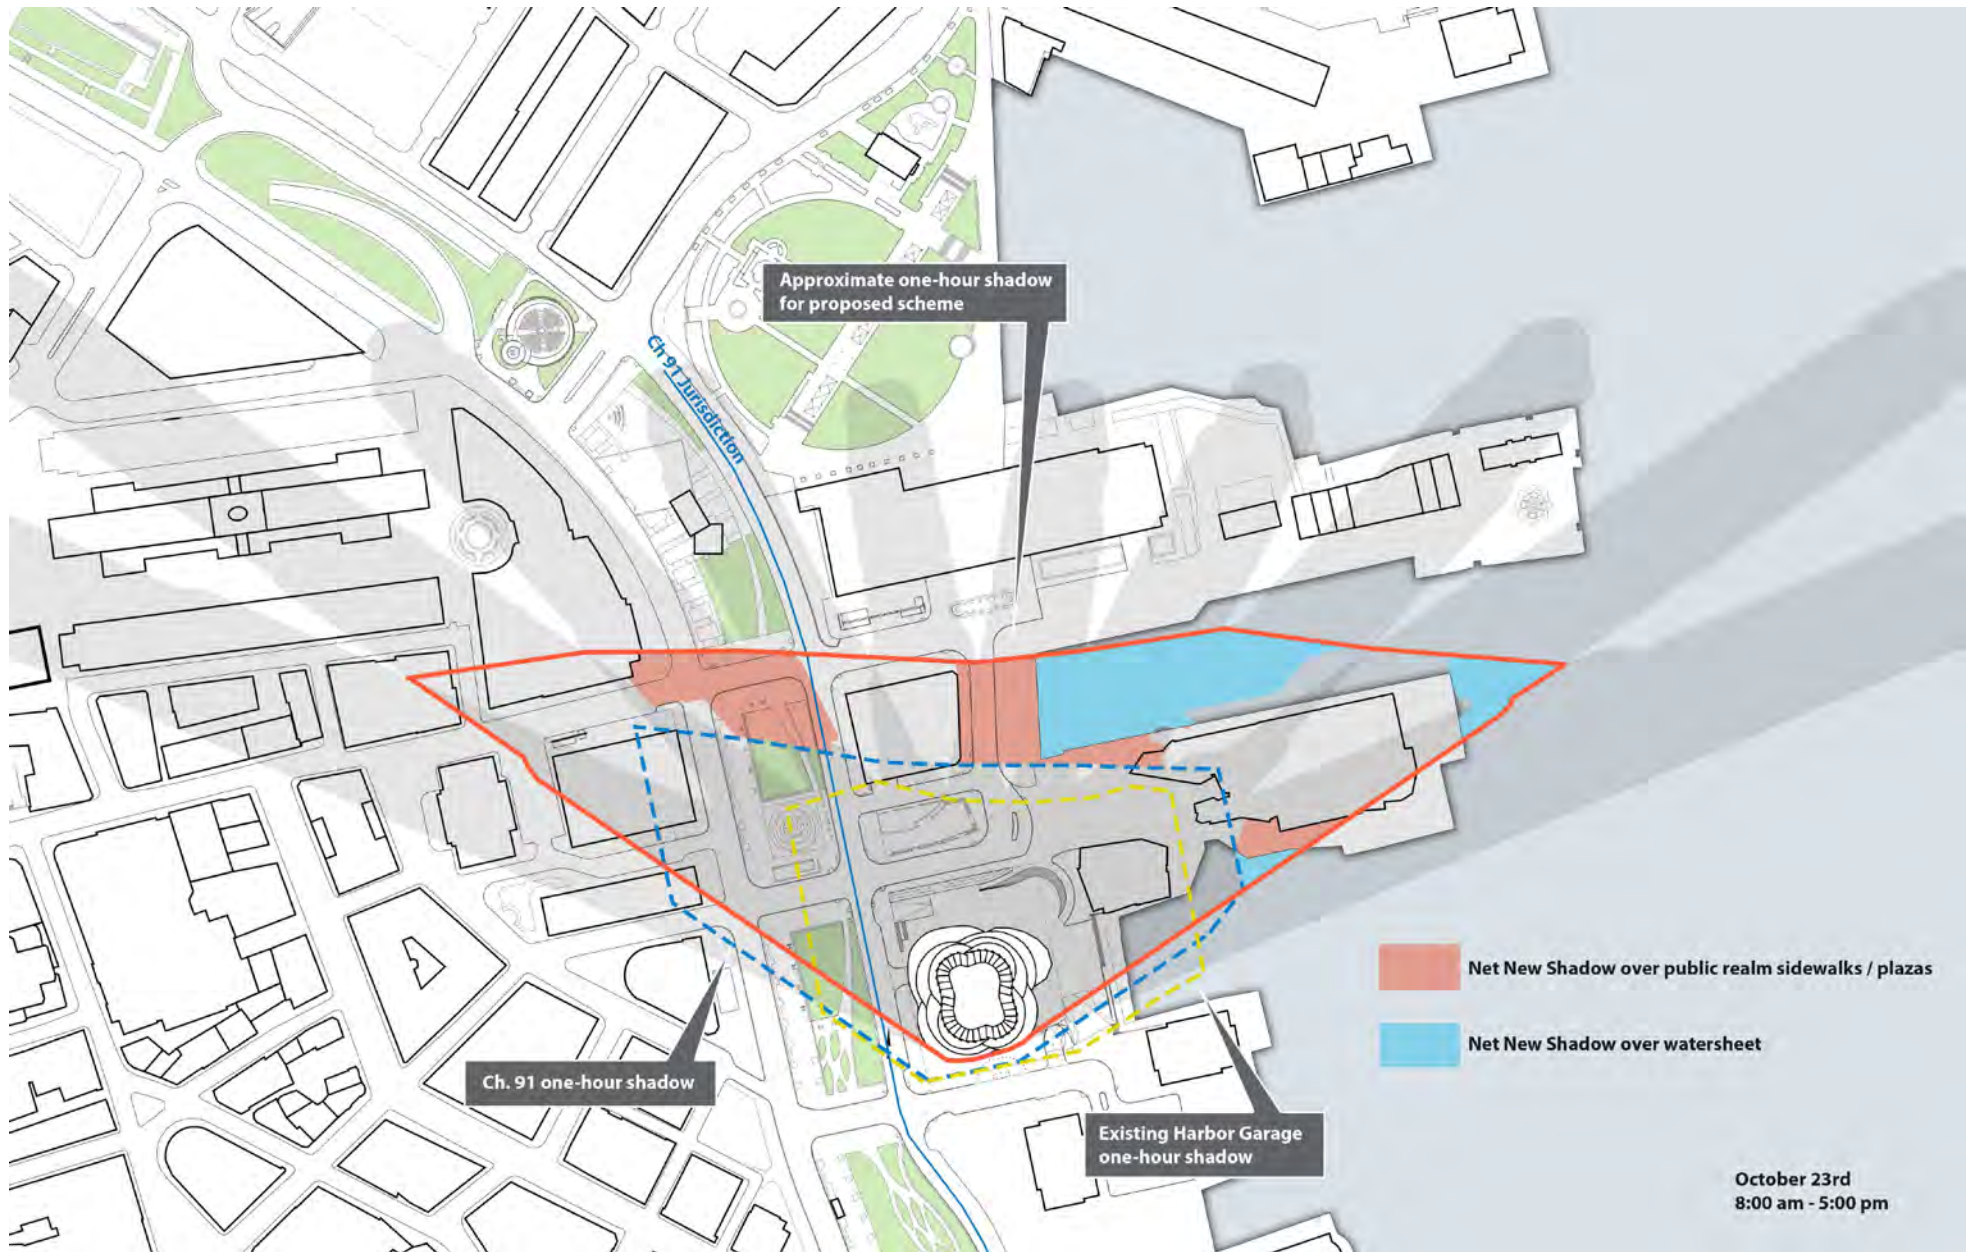 Approximate one-hour shadow
for proposed scheme
Ch 91 Jurisdiction
Net New Shadow over public realm sidewalks / plazas
Net New Shadow over watersheet
Ch. 91 one-hour shadow
Existing Harbor Garage
one-hour shadow
October 23rd
8:00 am - 5:00 pm